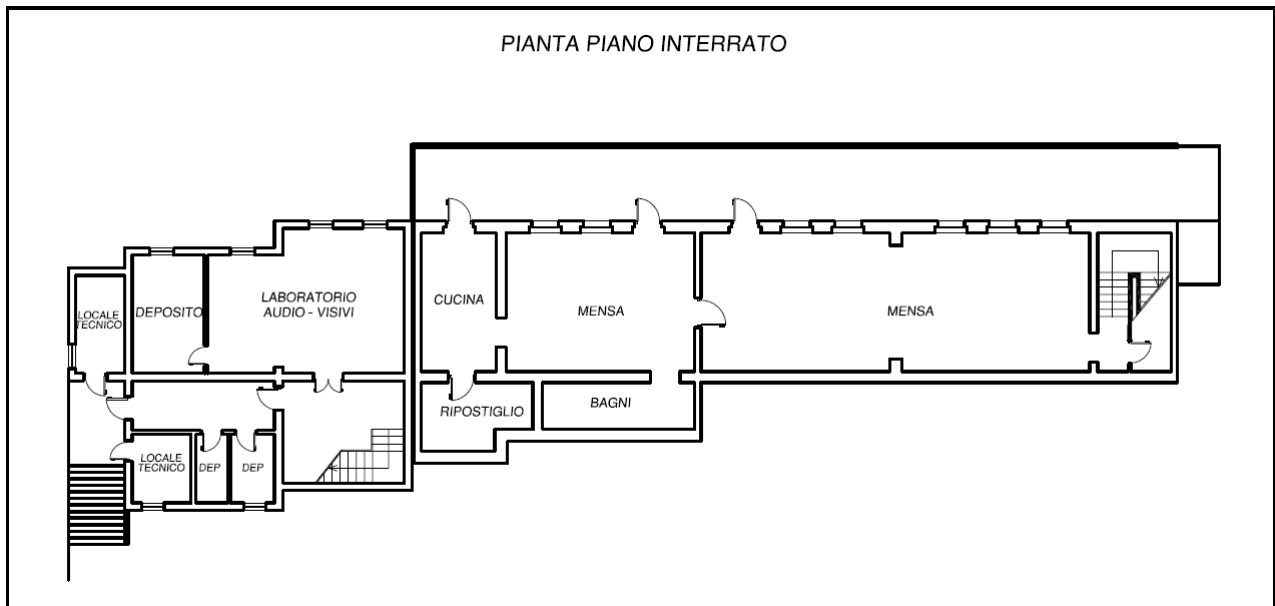 PIANTA PIANO INTERRATO
LOCALE
TECNICO
DEPOSITO
LABORATORIO
AUDIO - VISIVI
CUCINA
MENSA
MENSA
RIPOSTIGLIO
BAGNI
LOCALE
TECNICO
DEP
DEP